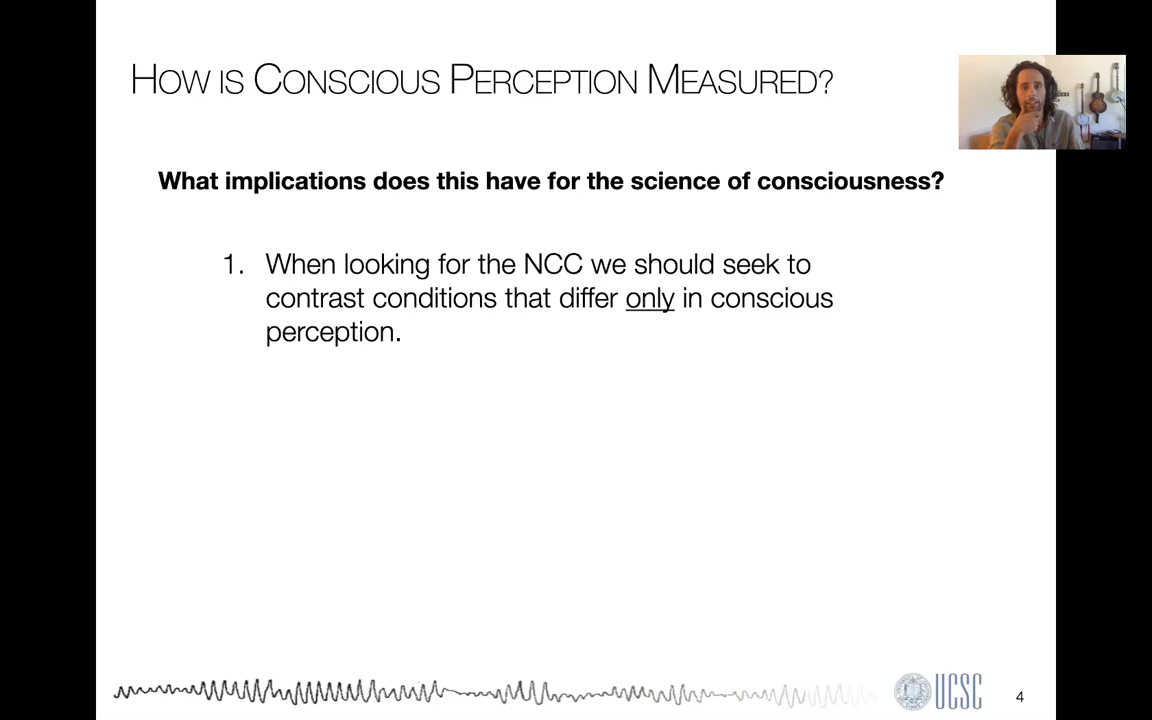 HOW IS CONSCIOUS PERCEPTION MEASURED?
What implications does this have for the science of consciousness?
1. When looking for the NCC we should seek to
contrast conditions that differ only in conscious
perception.
UCSC
4